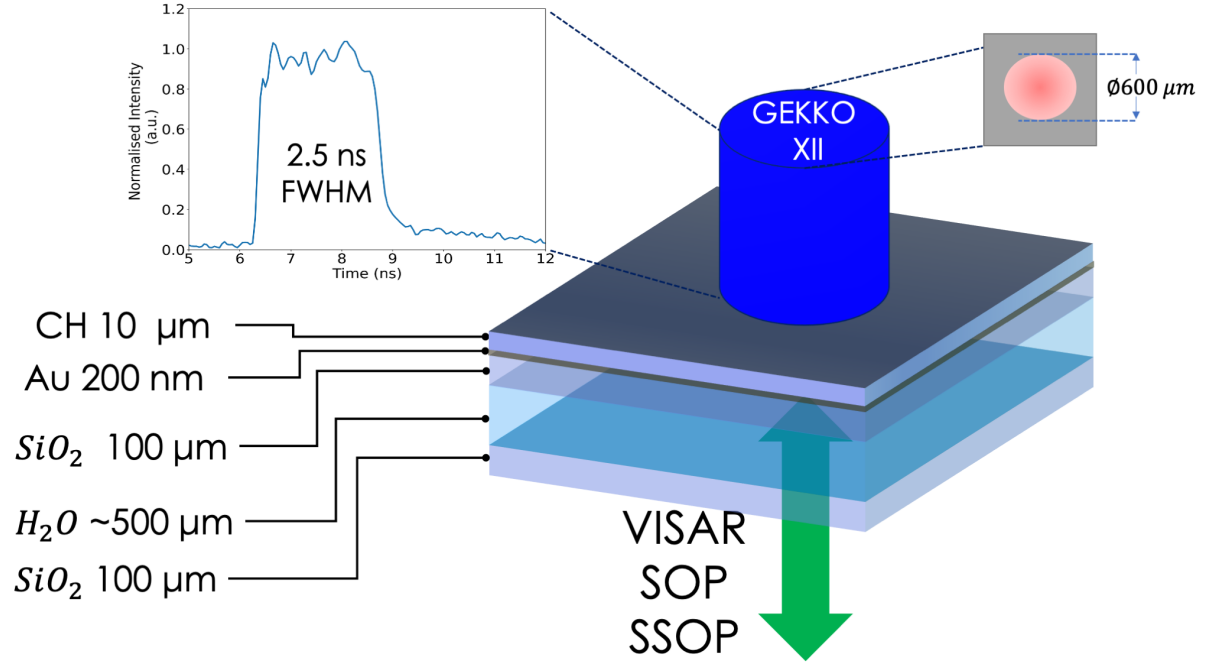 1.2
1.0
0.8
0.6
0.4
0.2
0.0
Normalised Intensity
(a.u.)
2.5 ns
FWHM
5 6 7 8 9 10 11 12
Time (ns)
GEKKO
XII
Ø600 μm
CH 10 μm
Au 200 nm
SiO₂ 100 μm
H₂O ~500 μm
SiO₂ 100 μm
VISAR
SOP
SSOP